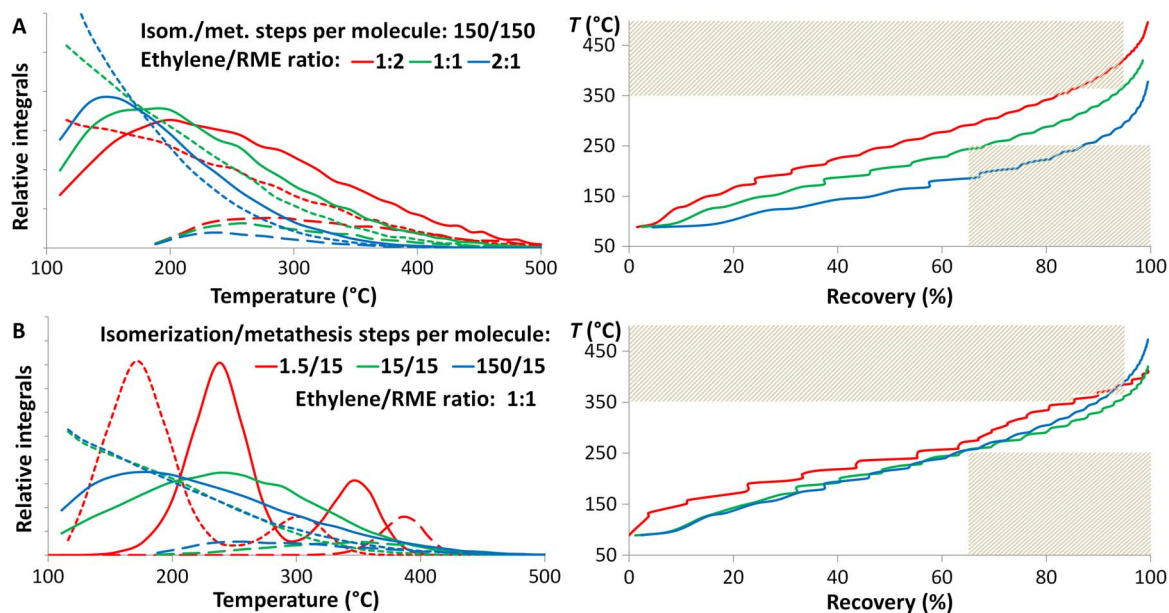 A
Isom./met. steps per molecule: 150/150
Ethylene/RME ratio: 1:2 1:1 2:1
Relative integrals
100 200 300 400 500
Temperature (°C)
T (°C)
450
350
250
150
50
0 20 40 60 80 100
Recovery (%)
B
Isomerization/metathesis steps per molecule:
1.5/15 15/15 150/15
Ethylene/RME ratio: 1:1
Relative integrals
100 200 300 400 500
Temperature (°C)
T (°C)
450
350
250
150
50
0 20 40 60 80 100
Recovery (%)